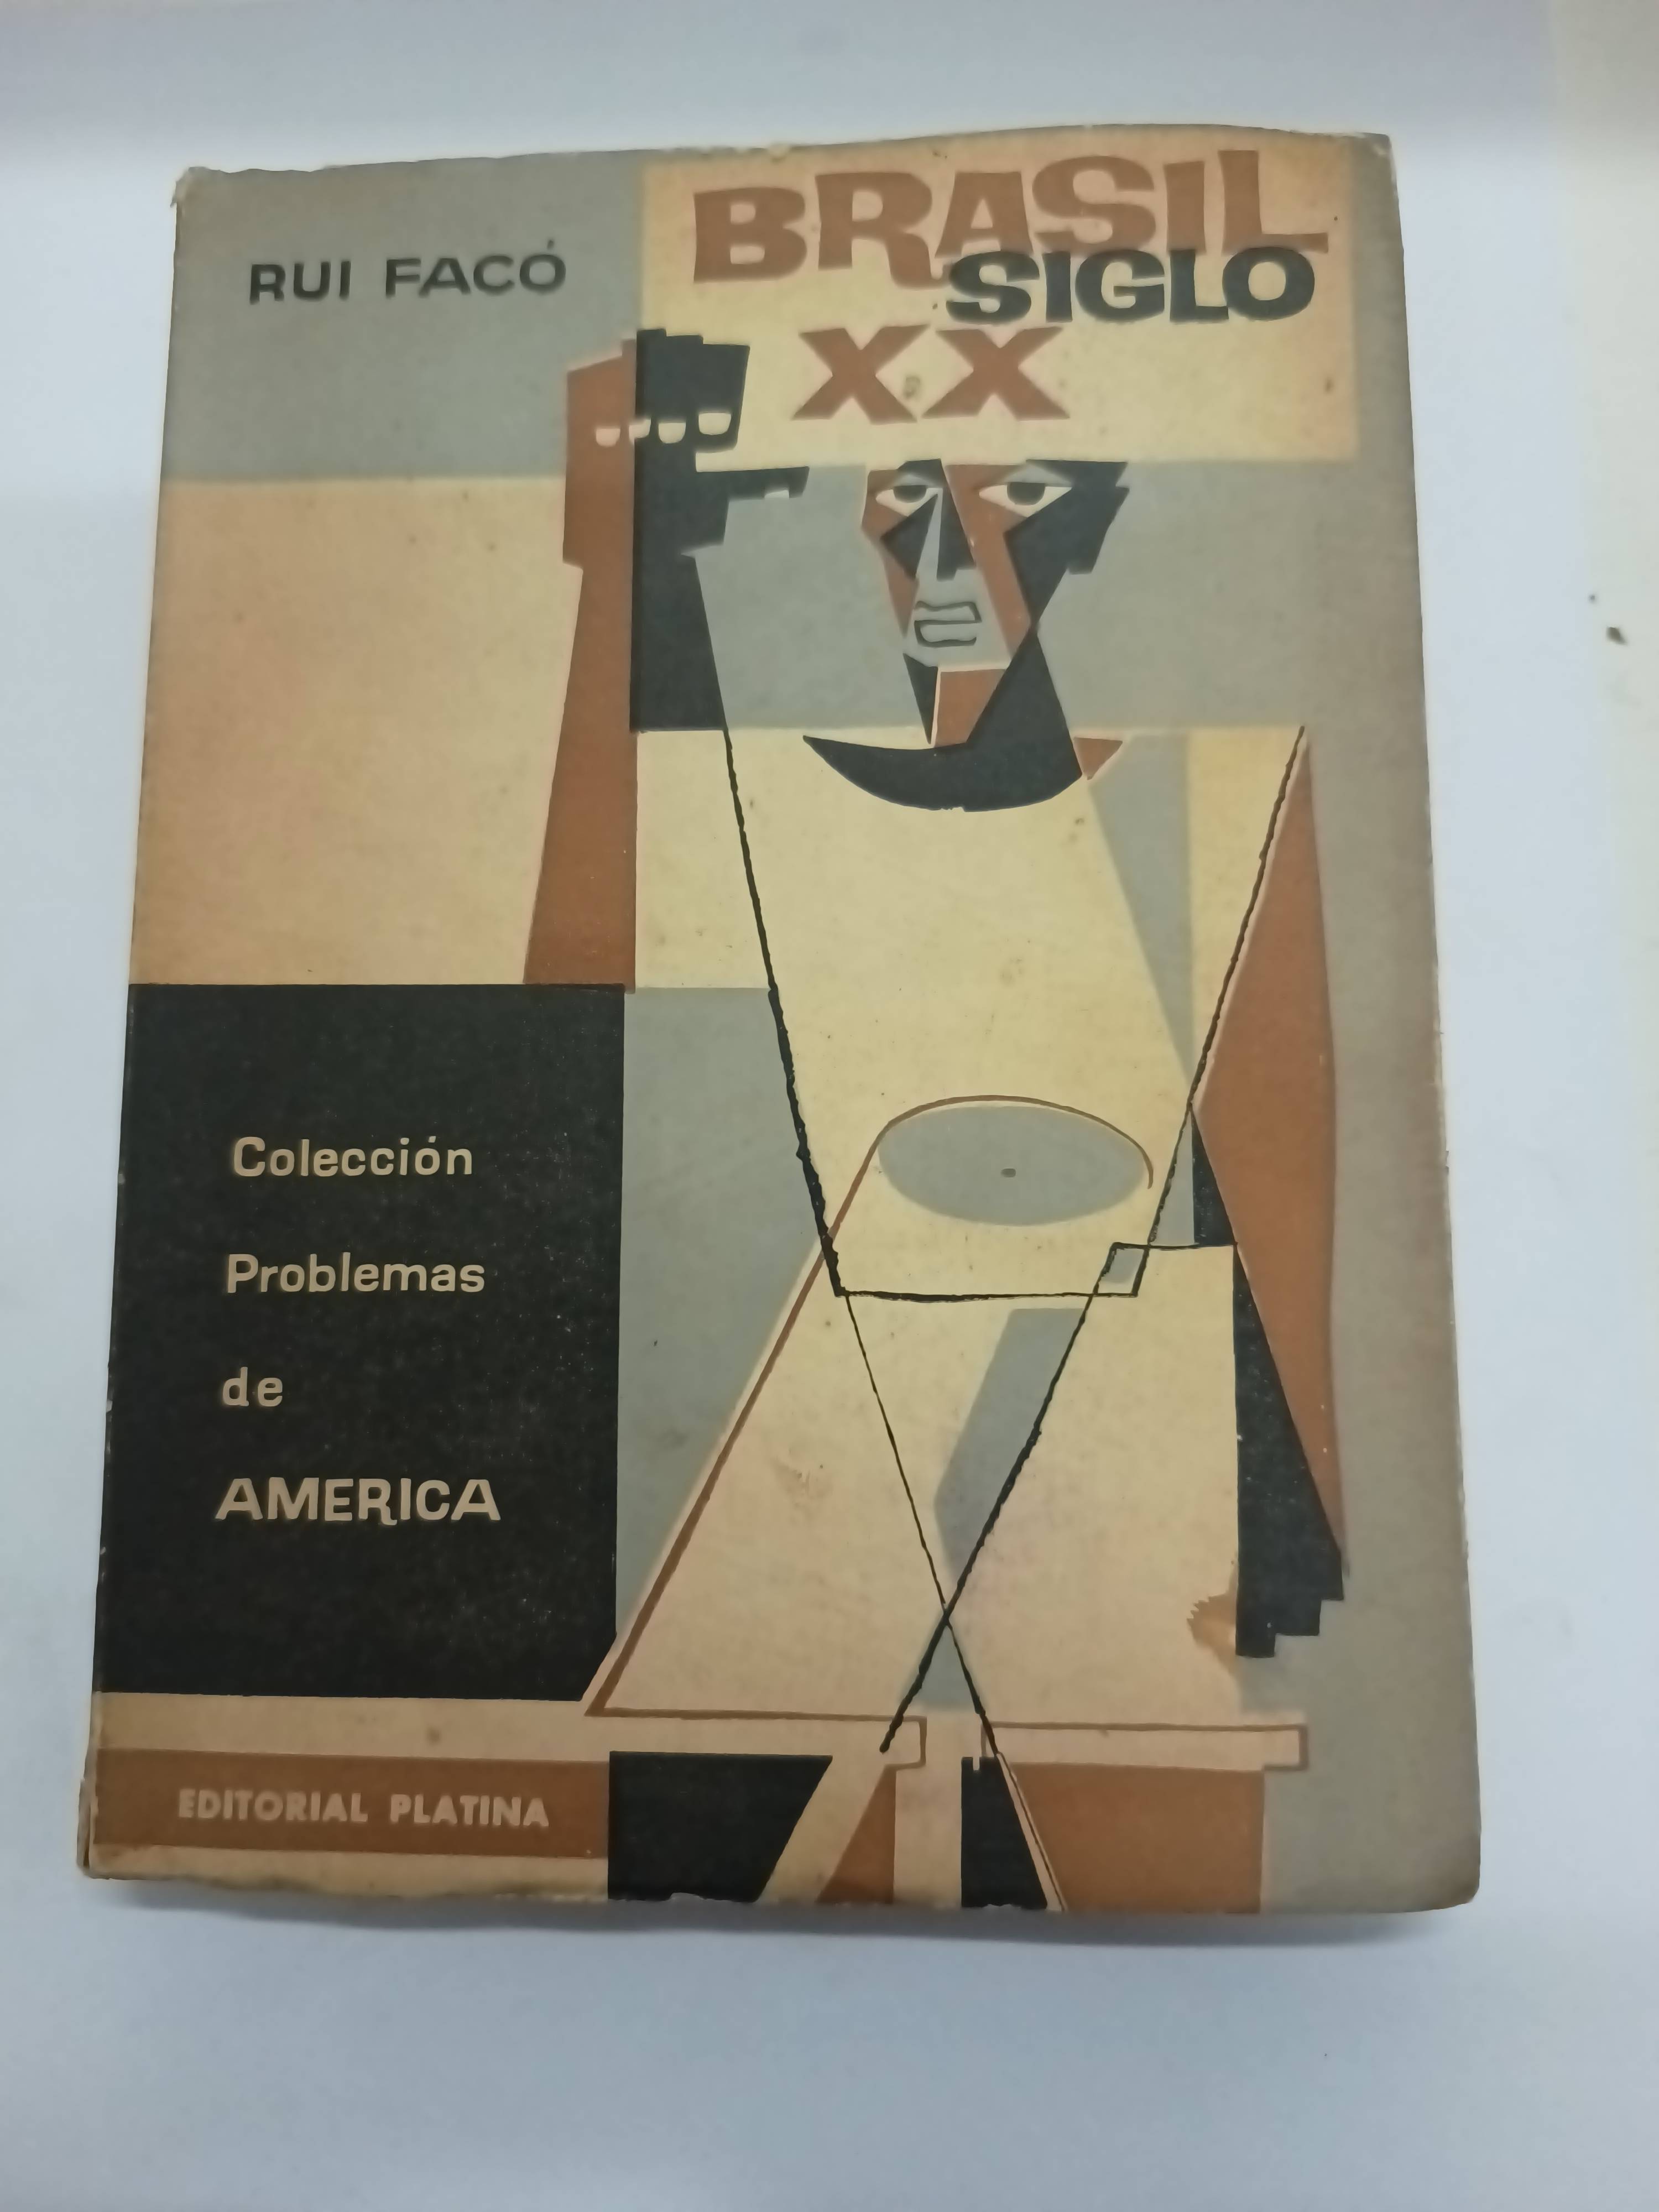 RUI FACÓ
BRASIL
SIGLO
XX
Colección
Problemas
de
AMERICA
EDITORIAL PLATINA